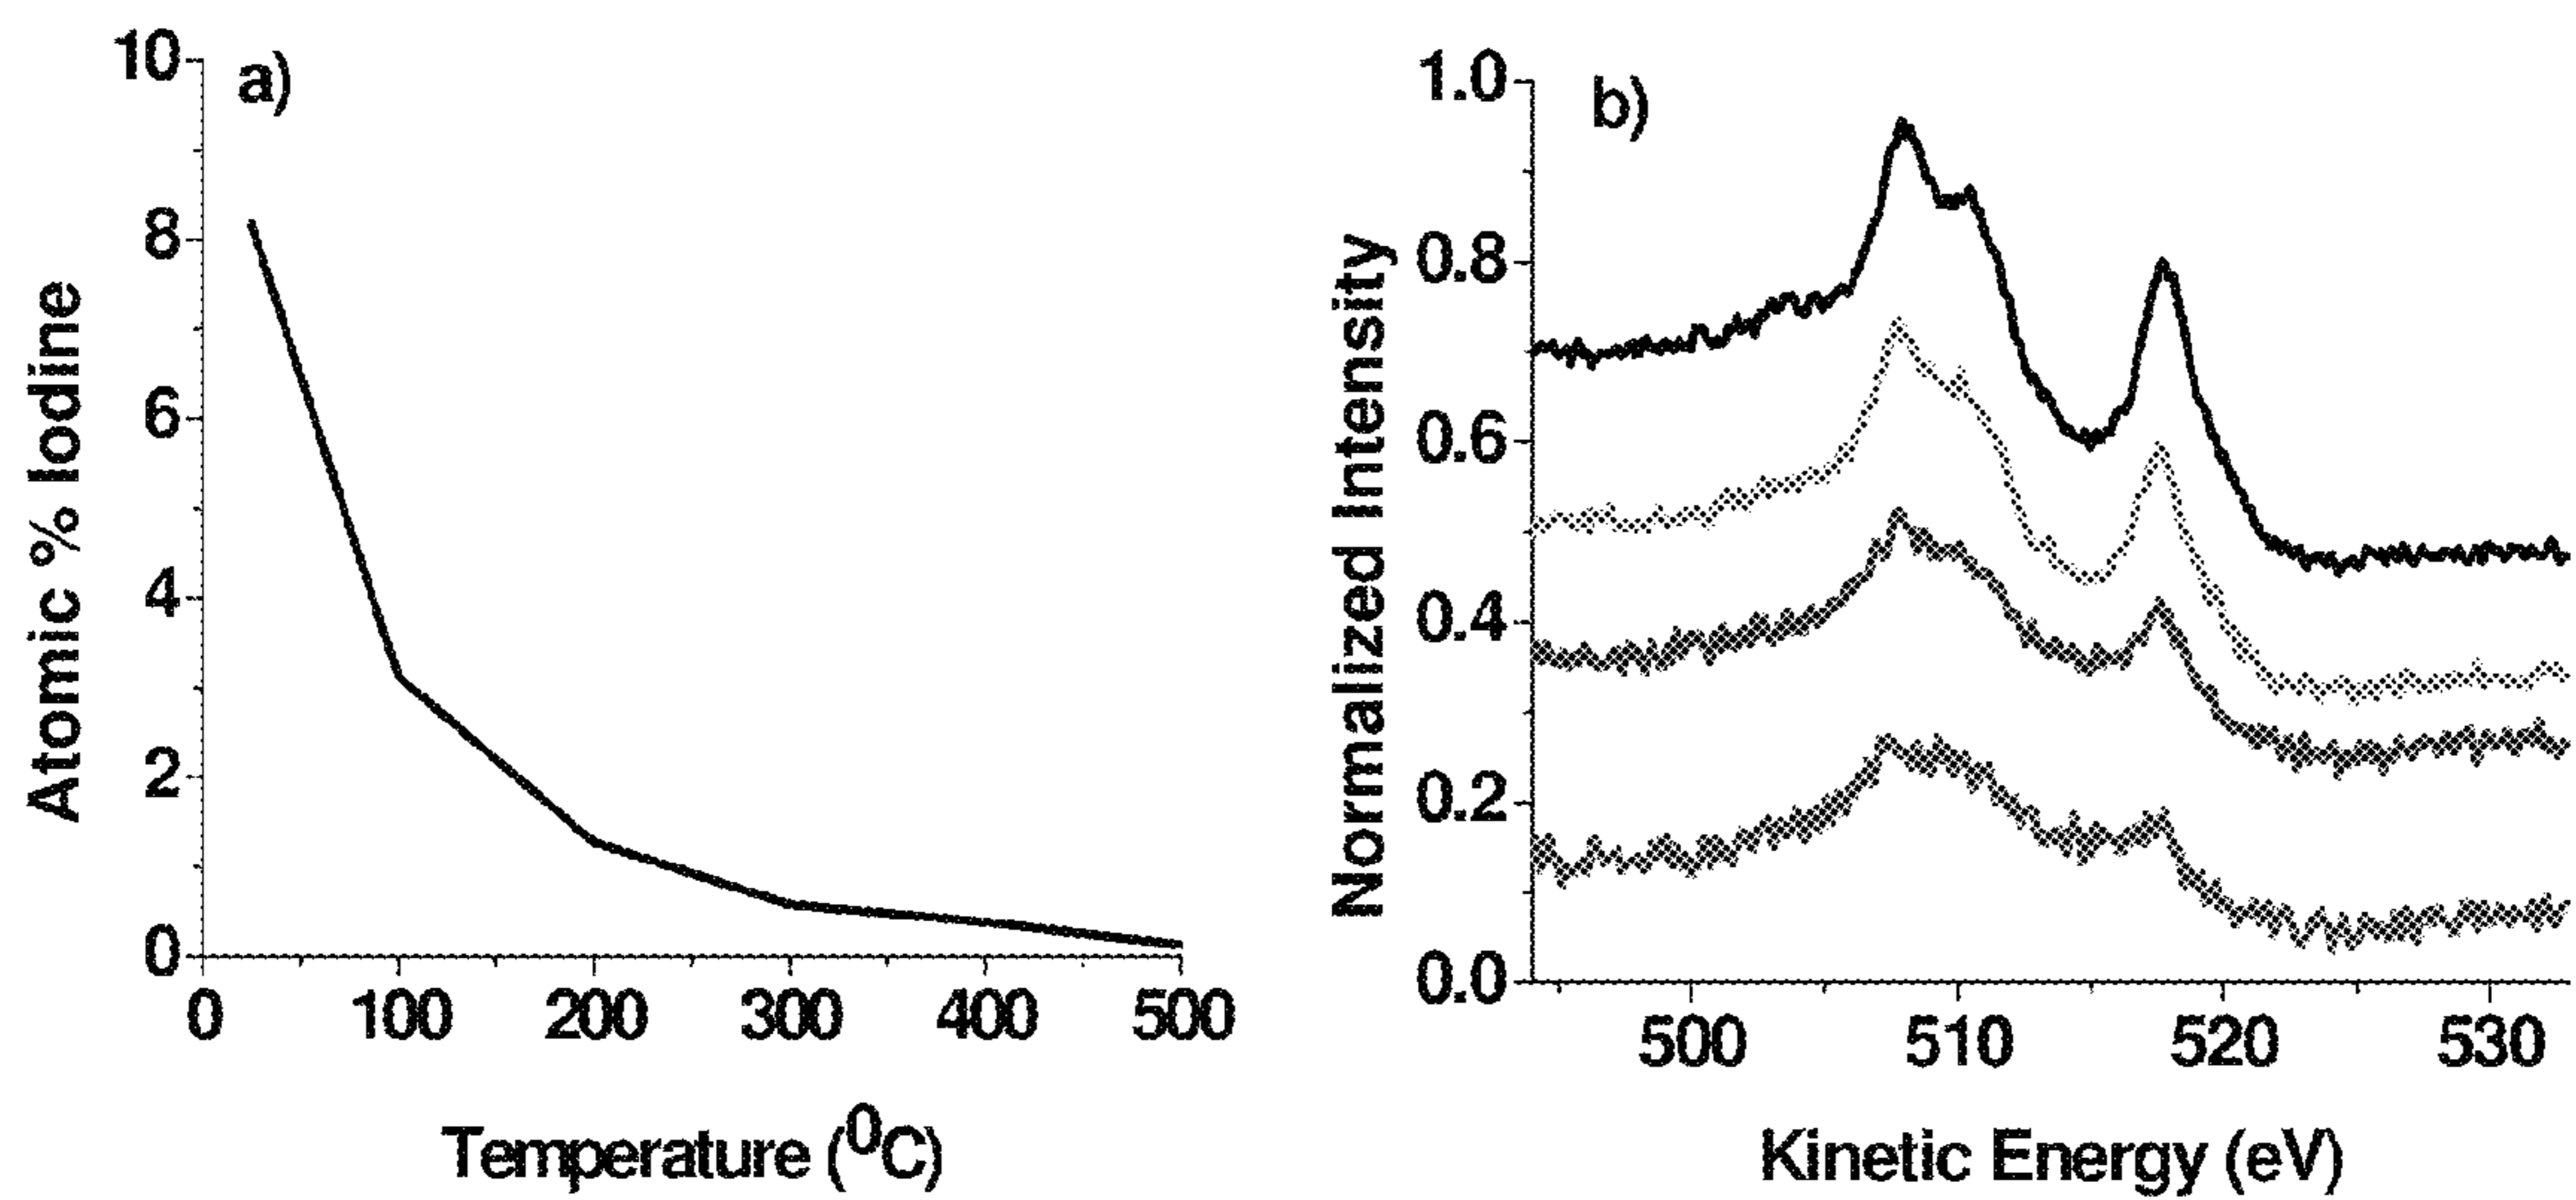 a)
10
8
6
4
2
0
Atomic % Iodine
0 100 200 300 400 500
Temperature (⁰C)
b)
1.0
0.8
0.6
0.4
0.2
0.0
Normalized Intensity
500 510 520 530
Kinetic Energy (eV)